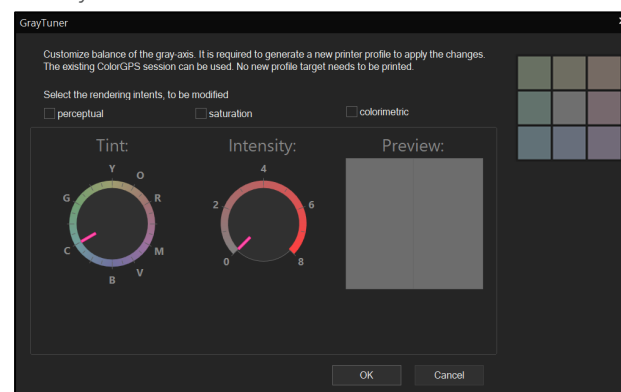 GrayTuner
Customize balance of the gray-axis. It is required to generate a new printer profile to apply the changes.
The existing ColorGPS session can be used. No new profile target needs to be printed.
Select the rendering intents, to be modified
perceptual
saturation
colorimetric
Tint:
Intensity:
Preview:
Y
O
G
R
C
M
B
V
4
2
6
0
8
OK
Cancel